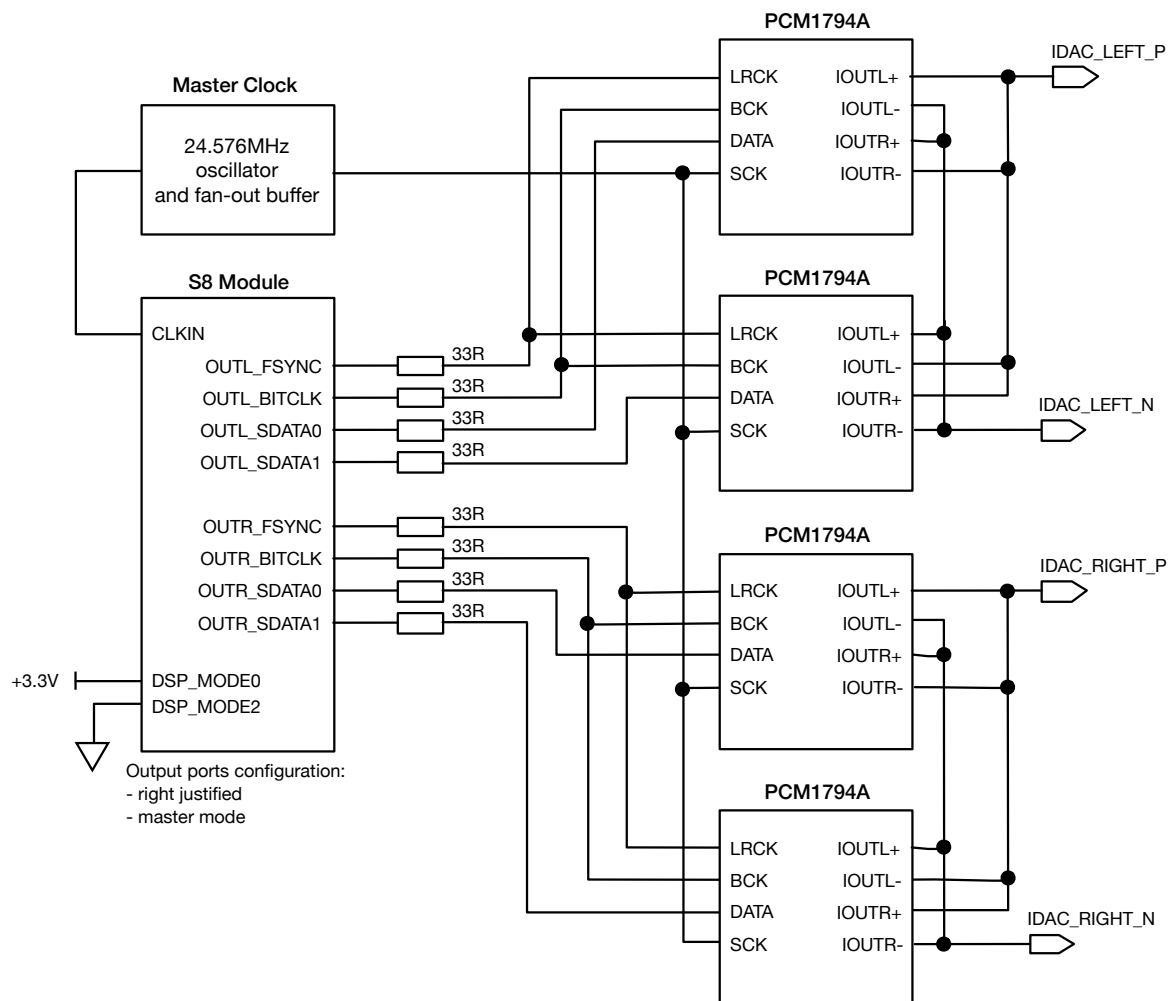 PCM1794A
LRCK
BCK
DATA
SCK
IOUTL+
IOUTL-
IOUTR+
IOUTR-
IDAC_LEFT_P
Master Clock
24.576MHz
oscillator
and fan-out buffer
S8 Module
CLKIN
OUTL_FSYNC
OUTL_BITCLK
OUTL_SDATA0
OUTL_SDATA1
OUTR_FSYNC
OUTR_BITCLK
OUTR_SDATA0
OUTR_SDATA1
+3.3V
DSP_MODE0
DSP_MODE2
33R
33R
33R
33R
33R
33R
33R
33R
Output ports configuration:
- right justified
- master mode
PCM1794A
LRCK
BCK
DATA
SCK
IOUTL+
IOUTL-
IOUTR+
IOUTR-
IDAC_LEFT_N
PCM1794A
LRCK
BCK
DATA
SCK
IOUTL+
IOUTL-
IOUTR+
IOUTR-
IDAC_RIGHT_P
PCM1794A
LRCK
BCK
DATA
SCK
IOUTL+
IOUTL-
IOUTR+
IOUTR-
IDAC_RIGHT_N